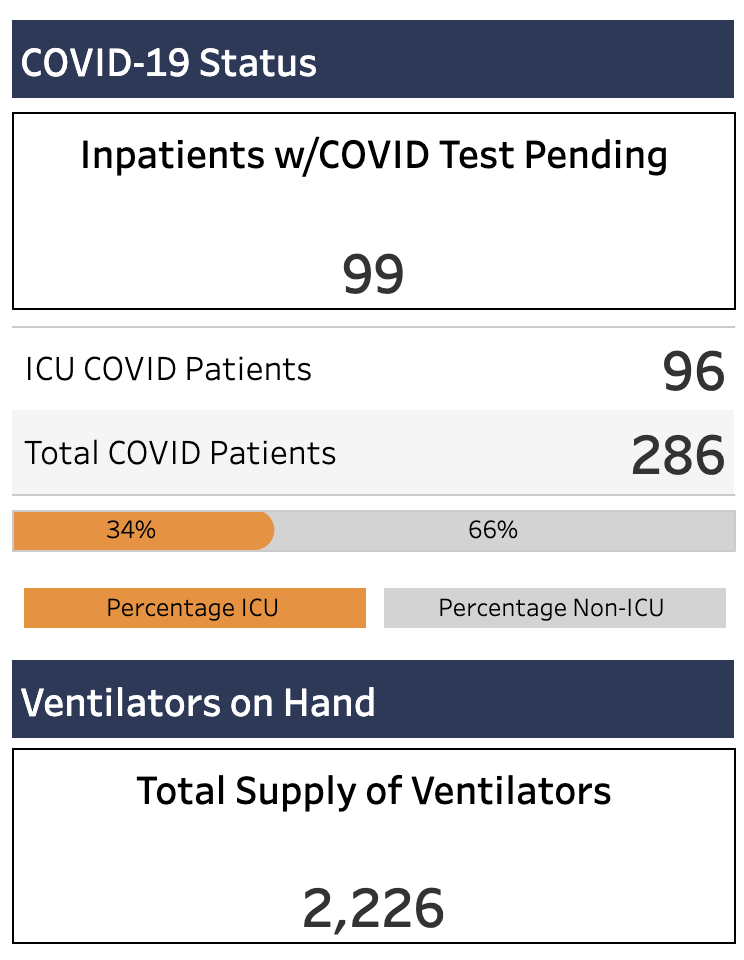 COVID-19 Status
Inpatients w/COVID Test Pending
99
ICU COVID Patients 96
Total COVID Patients 286
34% 66%
Percentage ICU Percentage Non-ICU
Ventilators on Hand
Total Supply of Ventilators
2,226